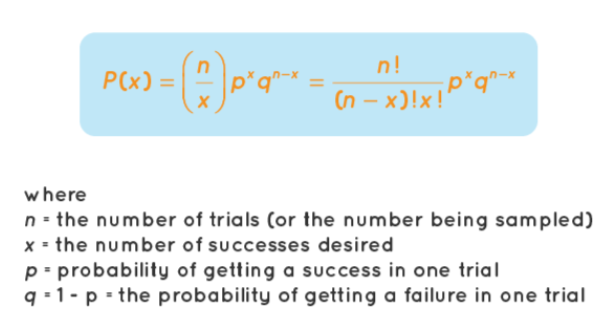 P(x) = (n/x) p^x q^(n-x) = n!/((n - x)!x!) p^x q^(n-x)
where
n = the number of trials (or the number being sampled)
x = the number of successes desired
p = probability of getting a success in one trial
q = 1 - p = the probability of getting a failure in one trial